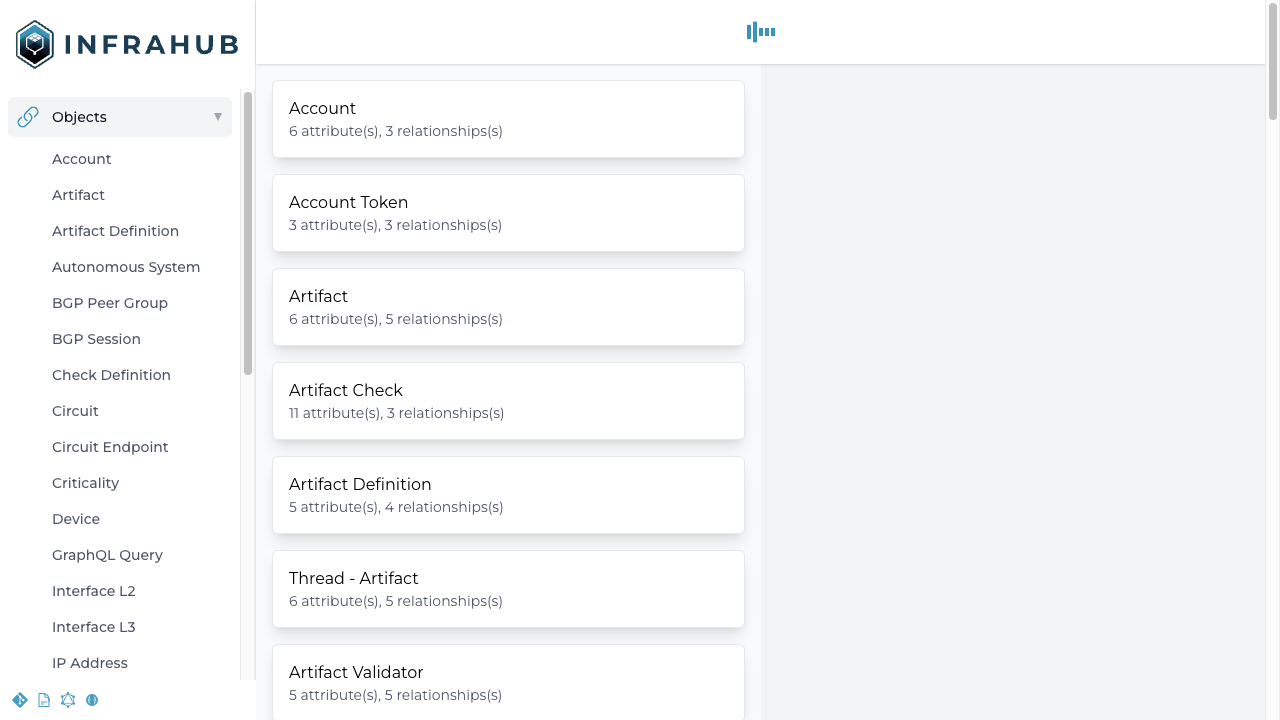 INFRAHUB
Objects
Account
Artifact
Artifact Definition
Autonomous System
BGP Peer Group
BGP Session
Check Definition
Circuit
Circuit Endpoint
Criticality
Device
GraphQL Query
Interface L2
Interface L3
IP Address
Account
6 attribute(s), 3 relationships(s)
Account Token
3 attribute(s), 3 relationships(s)
Artifact
6 attribute(s), 5 relationships(s)
Artifact Check
11 attribute(s), 3 relationships(s)
Artifact Definition
5 attribute(s), 4 relationships(s)
Thread - Artifact
6 attribute(s), 5 relationships(s)
Artifact Validator
5 attribute(s), 5 relationships(s)